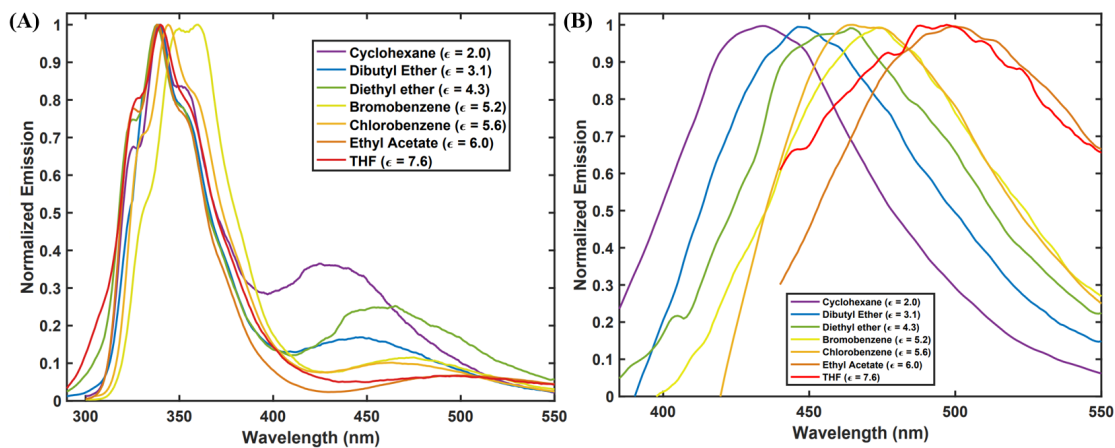 (A)
Normalized Emission
1
0.9
0.8
0.7
0.6
0.5
0.4
0.3
0.2
0.1
0
300
350
400
450
500
550
Wavelength (nm)
Cyclohexane (ϵ = 2.0)
Dibutyl Ether (ϵ = 3.1)
Diethyl ether (ϵ = 4.3)
Bromobenzene (ϵ = 5.2)
Chlorobenzene (ϵ = 5.6)
Ethyl Acetate (ϵ = 6.0)
THF (ϵ = 7.6)
(B)
Normalized Emission
1
0.9
0.8
0.7
0.6
0.5
0.4
0.3
0.2
0.1
0
400
450
500
550
Wavelength (nm)
Cyclohexane (ϵ = 2.0)
Dibutyl Ether (ϵ = 3.1)
Diethyl ether (ϵ = 4.3)
Bromobenzene (ϵ = 5.2)
Chlorobenzene (ϵ = 5.6)
Ethyl Acetate (ϵ = 6.0)
THF (ϵ = 7.6)